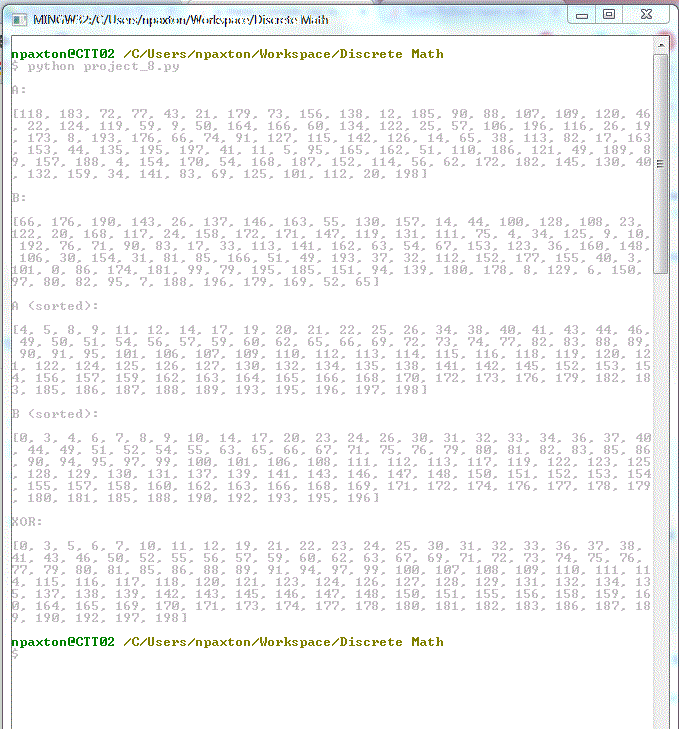 MINGW32:/C/Users/npaxton/Workspace/Discrete Math
npaxton@CTT02 /C/Users/npaxton/Workspace/Discrete Math
$ python project_8.py
A:
[118, 183, 72, 77, 43, 21, 179, 73, 156, 138, 12, 185, 90, 88, 107, 109, 120, 46
, 22, 124, 119, 59, 9, 50, 164, 166, 60, 134, 122, 25, 57, 106, 196, 116, 26, 19
, 173, 8, 193, 176, 66, 74, 91, 127, 115, 142, 126, 14, 65, 38, 113, 82, 17, 163
, 153, 44, 135, 195, 197, 41, 11, 5, 95, 165, 162, 51, 110, 186, 121, 49, 189, 8
9, 157, 188, 4, 154, 170, 54, 168, 187, 152, 114, 56, 62, 172, 182, 145, 130, 40
, 132, 159, 34, 141, 83, 69, 125, 101, 112, 20, 198]
B:
[66, 176, 190, 143, 26, 137, 146, 163, 55, 130, 157, 14, 44, 100, 128, 108, 23,
122, 20, 168, 117, 24, 158, 172, 171, 147, 119, 131, 111, 75, 4, 34, 125, 9, 10,
 192, 76, 71, 90, 83, 17, 33, 113, 141, 162, 63, 54, 67, 153, 123, 36, 160, 148,
 106, 30, 154, 31, 81, 85, 166, 51, 49, 193, 37, 32, 112, 152, 177, 155, 40, 3,
101, 0, 86, 174, 181, 99, 79, 195, 185, 151, 94, 139, 180, 178, 8, 129, 6, 150,
97, 80, 82, 95, 7, 188, 196, 179, 169, 52, 65]
A (sorted):
[4, 5, 8, 9, 11, 12, 14, 17, 19, 20, 21, 22, 25, 26, 34, 38, 40, 41, 43, 44, 46,
 49, 50, 51, 54, 56, 57, 59, 60, 62, 65, 66, 69, 72, 73, 74, 77, 82, 83, 88, 89,
 90, 91, 95, 101, 106, 107, 109, 110, 112, 113, 114, 115, 116, 118, 119, 120, 12
1, 122, 124, 125, 126, 127, 130, 132, 134, 135, 138, 141, 142, 145, 152, 153, 15
4, 156, 157, 159, 162, 163, 164, 165, 166, 168, 170, 172, 173, 176, 179, 182, 18
3, 185, 186, 187, 188, 189, 193, 195, 196, 197, 198]
B (sorted):
[0, 3, 4, 6, 7, 8, 9, 10, 14, 17, 20, 23, 24, 26, 30, 31, 32, 33, 34, 36, 37, 40
, 44, 49, 51, 52, 54, 55, 63, 65, 66, 67, 71, 75, 76, 79, 80, 81, 82, 83, 85, 86
, 90, 94, 95, 97, 99, 100, 101, 106, 108, 111, 112, 113, 117, 119, 122, 123, 125
, 128, 129, 130, 131, 137, 139, 141, 143, 146, 147, 148, 150, 151, 152, 153, 154
, 155, 157, 158, 160, 162, 163, 166, 168, 169, 171, 172, 174, 176, 177, 178, 179
, 180, 181, 185, 188, 190, 192, 193, 195, 196]
XOR:
[0, 3, 5, 6, 7, 10, 11, 12, 19, 21, 22, 23, 24, 25, 30, 31, 32, 33, 36, 37, 38,
41, 43, 46, 50, 52, 55, 56, 57, 59, 60, 62, 63, 67, 69, 71, 72, 73, 74, 75, 76,
77, 79, 80, 81, 85, 86, 88, 89, 91, 94, 97, 99, 100, 107, 108, 109, 110, 111, 11
4, 115, 116, 117, 118, 120, 121, 123, 124, 126, 127, 128, 129, 131, 132, 134, 13
5, 137, 138, 139, 142, 143, 145, 146, 147, 148, 150, 151, 155, 156, 158, 159, 16
0, 164, 165, 169, 170, 171, 173, 174, 177, 178, 180, 181, 182, 183, 186, 187, 18
9, 190, 192, 197, 198]
npaxton@CTT02 /C/Users/npaxton/Workspace/Discrete Math
$